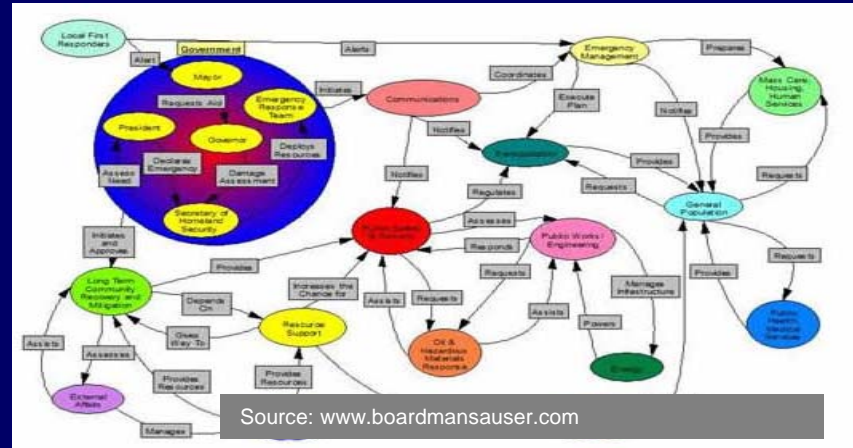 Local First
Responders
Alert
Alerts
Government
Mayor
Requests Aid
President
Governor
Emergency
Response
Team
Declares
Emergency
Damage
Assessment
Deploys
Resources
Assess
Need
Secretary of
Homeland
Security
Initiates
Communications
Coordinates
Emergency
Management
Prepares
Mass Care,
Housing,
Human
Services
Execute
Plan
Notifies
Notifies
Notifies
Provides
Provides
Requests
Requests
General
Population
Regulates
Assesses
Responds
Public Works /
Engineering
Initiates
and
Approves
Provides
Long Term
Community
Recovery and
Mitigation
Depends
On
Increases the
Chance for
Assists
Requests
Requests
Assists
Manages
Infrastructure
Provides
Requests
Public
Health,
Medical
Services
Gives
Way To
Resource
Support
Oil &
Hazardous
Materials
Response
Powers
Energy
Assists
Assesses
Provides
Resources
Provides
Resources
External
Affairs
Manages
Source: www.boardmansauser.com